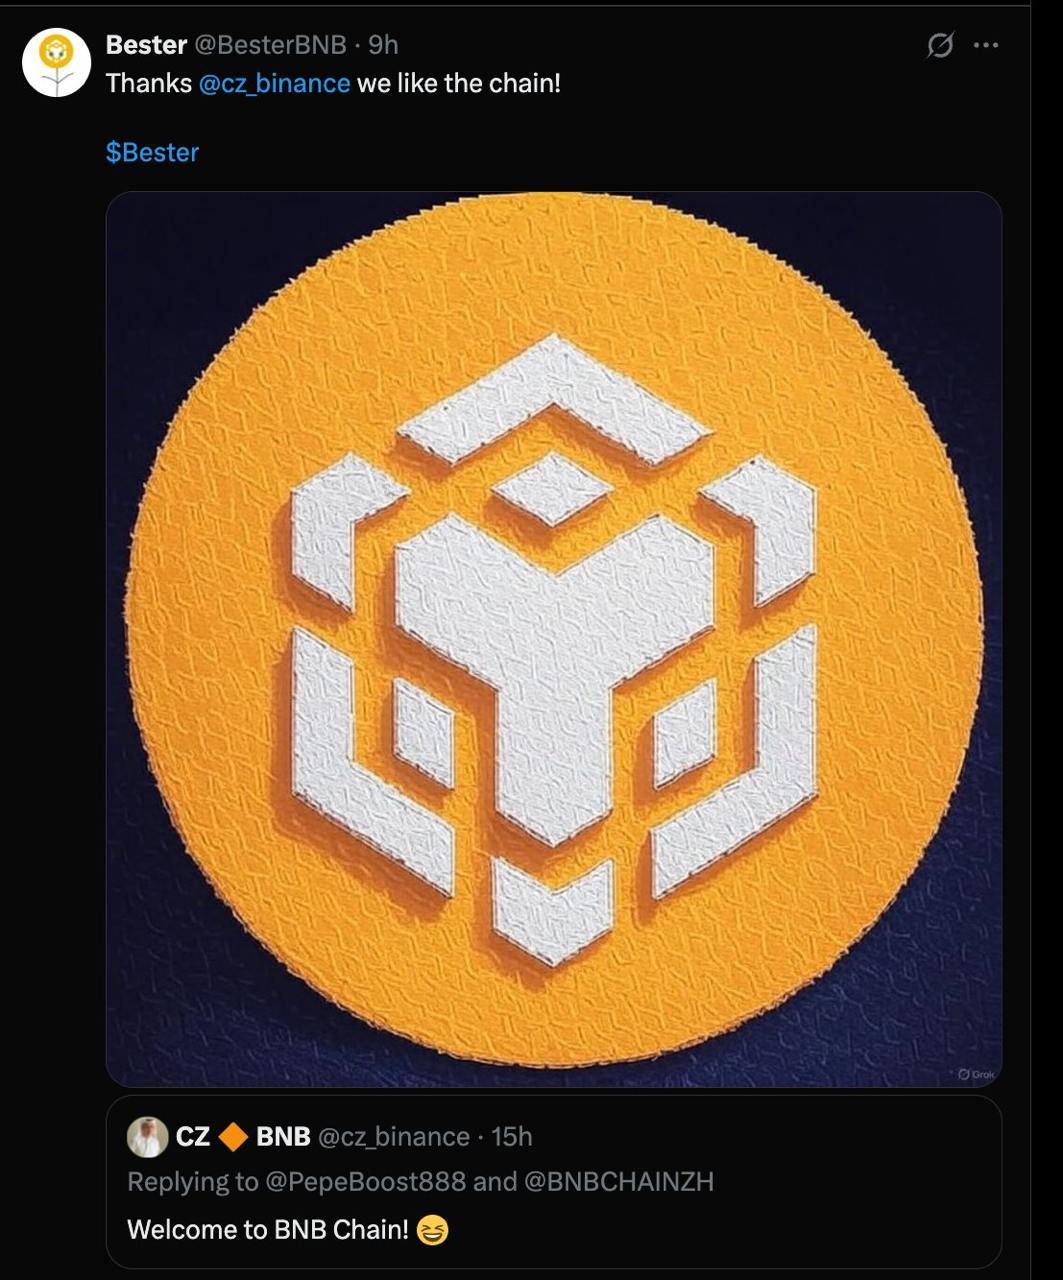 Bester @BesterBNB · 9h
Thanks @cz_binance we like the chain!
$Bester
Grok
CZ 🔶 BNB @cz_binance · 15h
Replying to @PepeBoost888 and @BNBCHAINZH
Welcome to BNB Chain! 😆